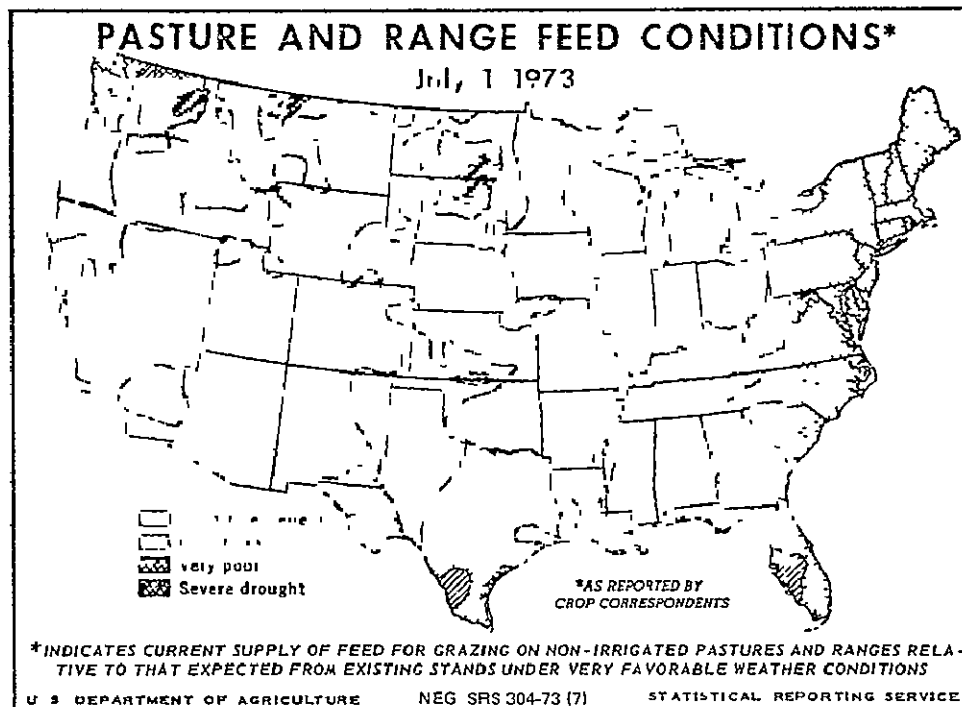 PASTURE AND RANGE FEED CONDITIONS*
July 1 1973
very poor
Severe drought
*AS REPORTED BY
CROP CORRESPONDENTS
*INDICATES CURRENT SUPPLY OF FEED FOR GRAZING ON NON-IRRIGATED PASTURES AND RANGES RELA-
TIVE TO THAT EXPECTED FROM EXISTING STANDS UNDER VERY FAVORABLE WEATHER CONDITIONS
U S DEPARTMENT OF AGRICULTURE NEG SRS 304-73 (7) STATISTICAL REPORTING SERVICE